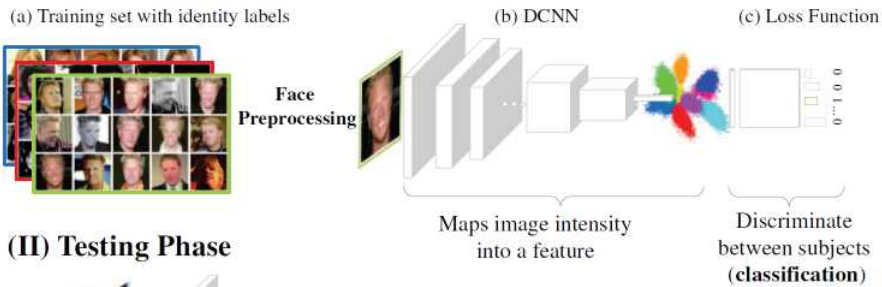 (a) Training set with identity labels
(b) DCNN
(c) Loss Function
Face
Preprocessing
...
0
0
1
...
0
Maps image intensity
into a feature
Discriminate
between subjects
(classification)
(II) Testing Phase